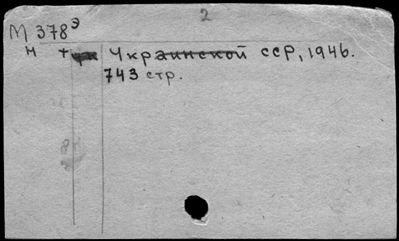 2
М 378э
н + Украинской ССР, 1946.
743 стр.